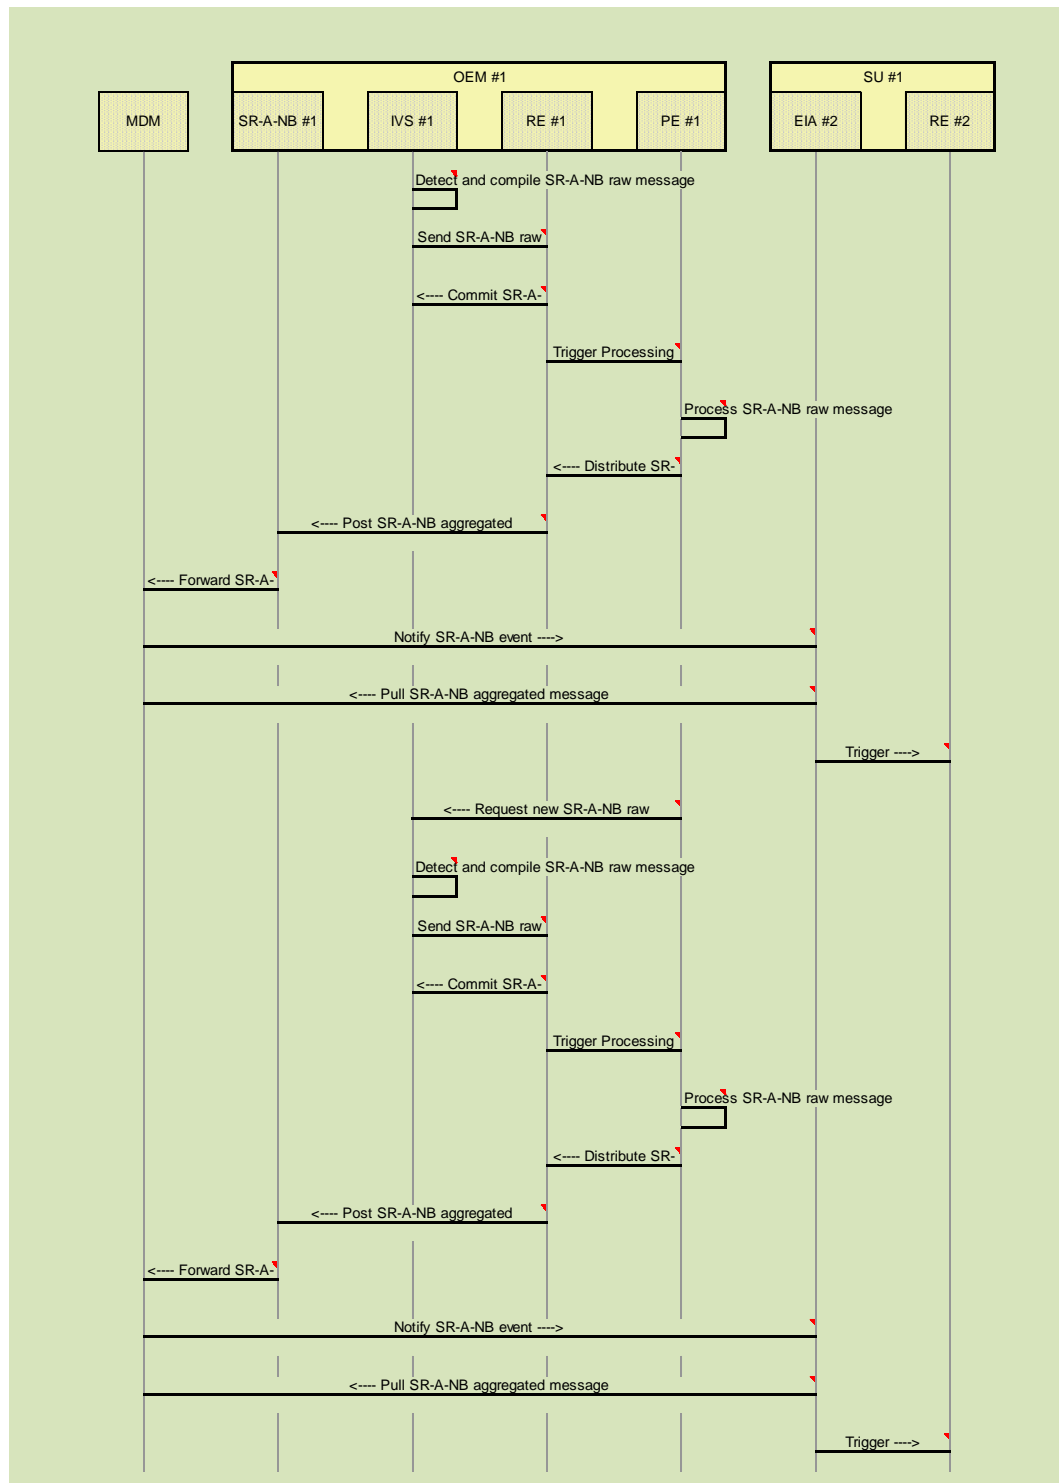 OEM #1
SU #1
MDM
SR-A-NB #1
IVS #1
RE #1
PE #1
EIA #2
RE #2
Detect and compile SR-A-NB raw message
Send SR-A-NB raw
<---- Commit SR-A-
Trigger Processing
Process SR-A-NB raw message
<---- Distribute SR-
<---- Post SR-A-NB aggregated
<---- Forward SR-A-
Notify SR-A-NB event ---->
<---- Pull SR-A-NB aggregated message
Trigger ---->
<---- Request new SR-A-NB raw
Detect and compile SR-A-NB raw message
Send SR-A-NB raw
<---- Commit SR-A-
Trigger Processing
Process SR-A-NB raw message
<---- Distribute SR-
<---- Post SR-A-NB aggregated
<---- Forward SR-A-
Notify SR-A-NB event ---->
<---- Pull SR-A-NB aggregated message
Trigger ---->